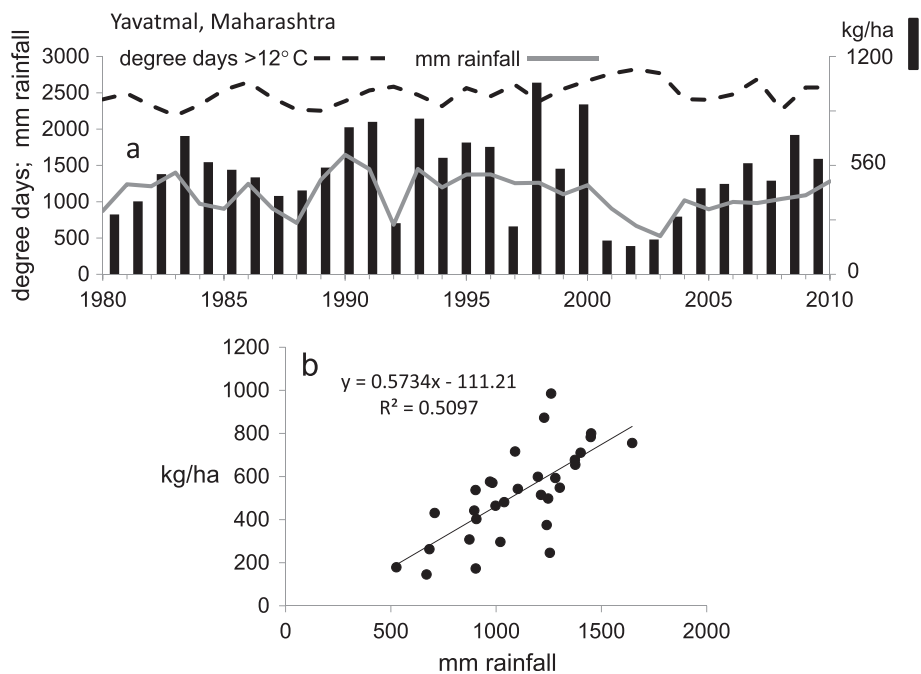 Yavatmal, Maharashtra
kg/ha
degree days >12° C
mm rainfall
1200
3000
2500
2000
1500
1000
500
0
degree days; mm rainfall
a
560
0
1980
1985
1990
1995
2000
2005
2010
b
y = 0.5734x - 111.21
R² = 0.5097
1200
1000
800
600
400
200
0
kg/ha
0
500
1000
1500
2000
mm rainfall